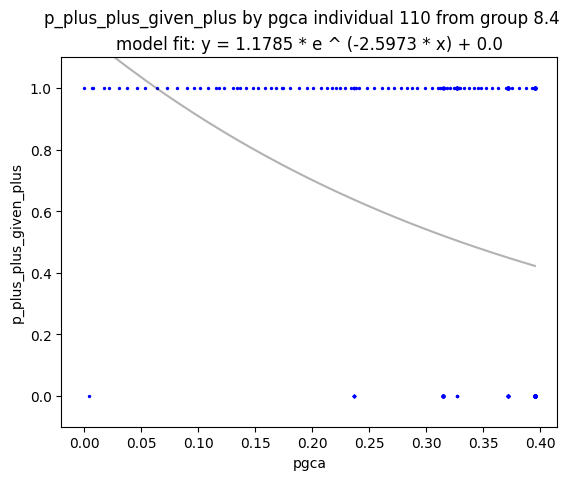 p_plus_plus_given_plus by pgca individual 110 from group 8.4
model fit: y = 1.1785 * e ^ (-2.5973 * x) + 0.0
p_plus_plus_given_plus
1.0
0.8
0.6
0.4
0.2
0.0
0.00 0.05 0.10 0.15 0.20 0.25 0.30 0.35 0.40
pgca